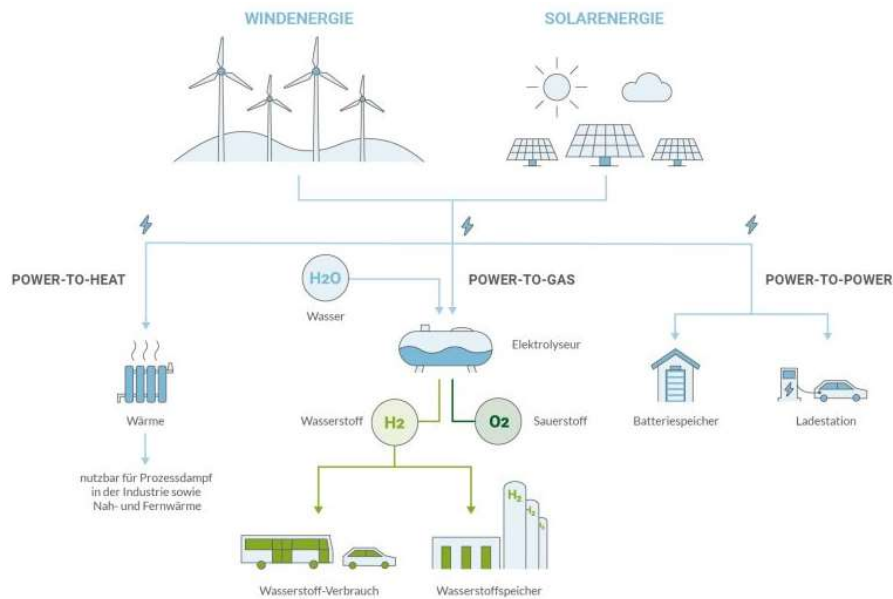 WINDENERGIE
SOLARENERGIE
POWER-TO-HEAT
H2O
POWER-TO-GAS
POWER-TO-POWER
Wasser
Elektrolyseur
Wärme
Wasserstoff
H2
O2
Sauerstoff
Batteriespeicher
Ladestation
nutzbar für Prozessdampf
in der Industrie sowie
Nah- und Fernwärme
H2
H2
H2
Wasserstoff-Verbrauch
Wasserstoffspeicher